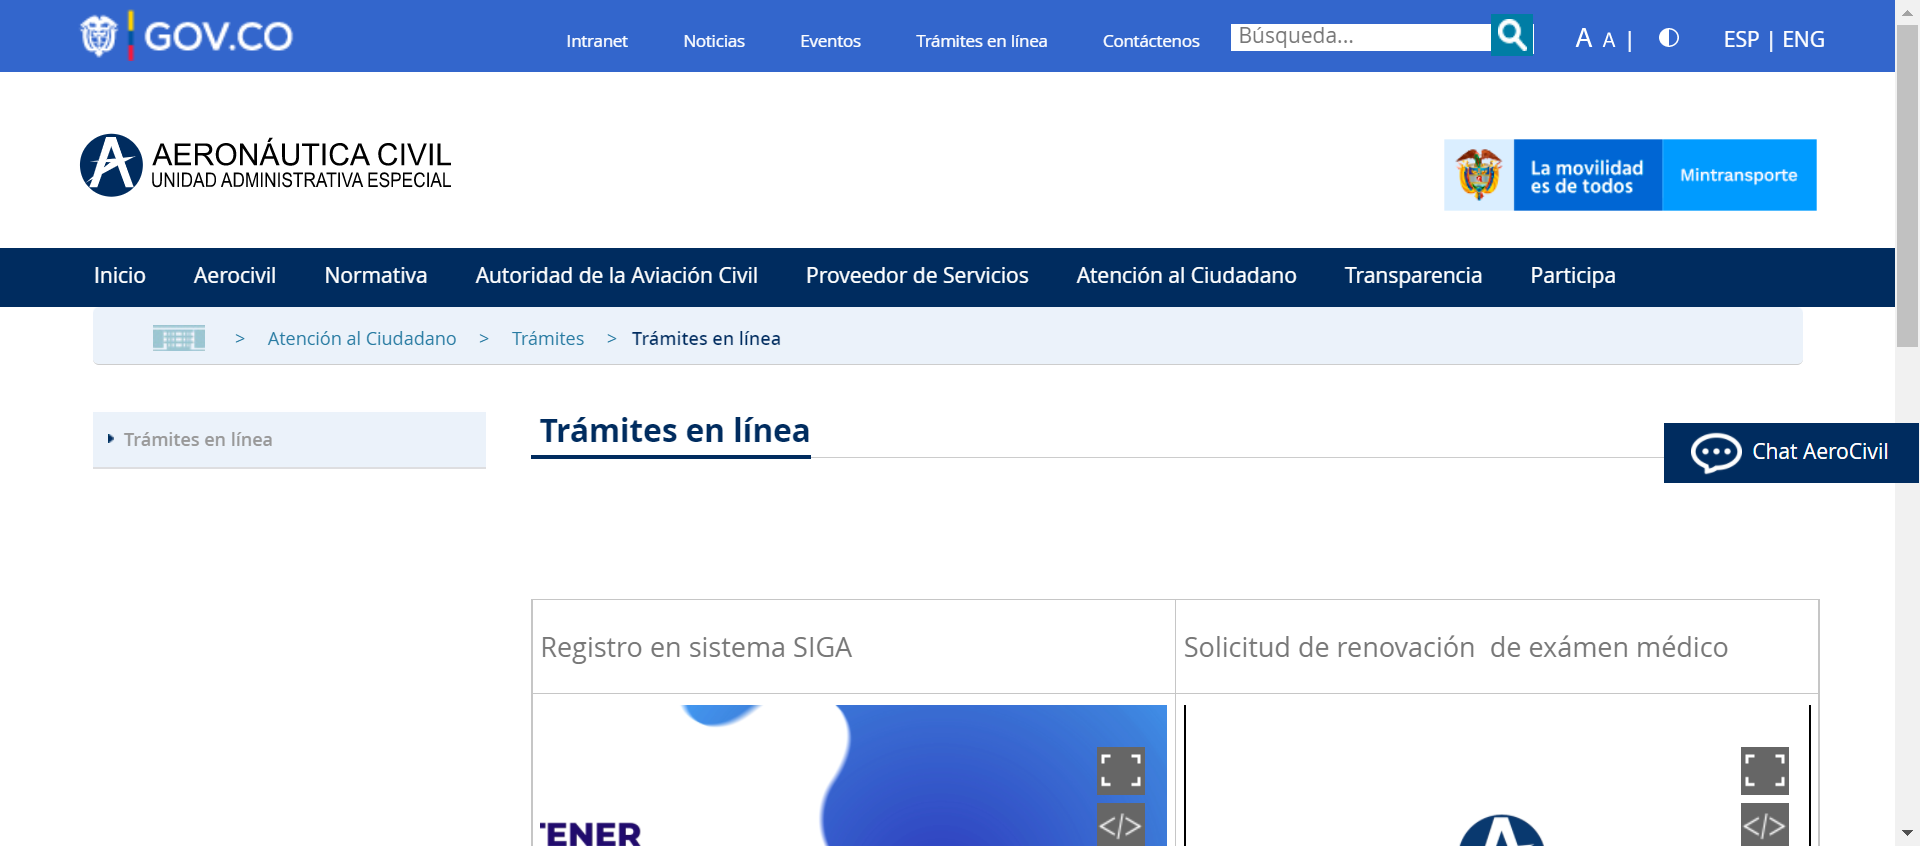 GOV.CO
Intranet
Noticias
Eventos
Trámites en línea
Contáctenos
Búsqueda...
A A |
ESP | ENG
AERONÁUTICA CIVIL
UNIDAD ADMINISTRATIVA ESPECIAL
La movilidad
es de todos
Mintransporte
Inicio
Aerocivil
Normativa
Autoridad de la Aviación Civil
Proveedor de Servicios
Atención al Ciudadano
Transparencia
Participa
> Atención al Ciudadano > Trámites > Trámites en línea
Trámites en línea
Trámites en línea
Chat AeroCivil
Registro en sistema SIGA
Solicitud de renovación  de exámen médico
TENER
</>
</>